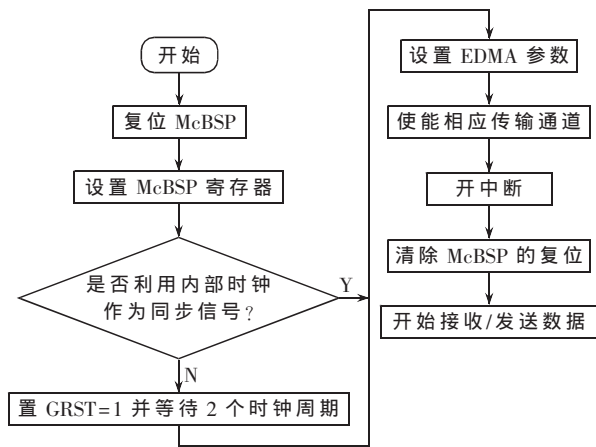 开始
复位 McBSP
设置 McBSP 寄存器
是否利用内部时钟
作为同步信号?
Y
N
置 GRST=1 并等待 2 个时钟周期
设置 EDMA 参数
使能相应传输通道
开中断
清除 McBSP 的复位
开始接收/发送数据